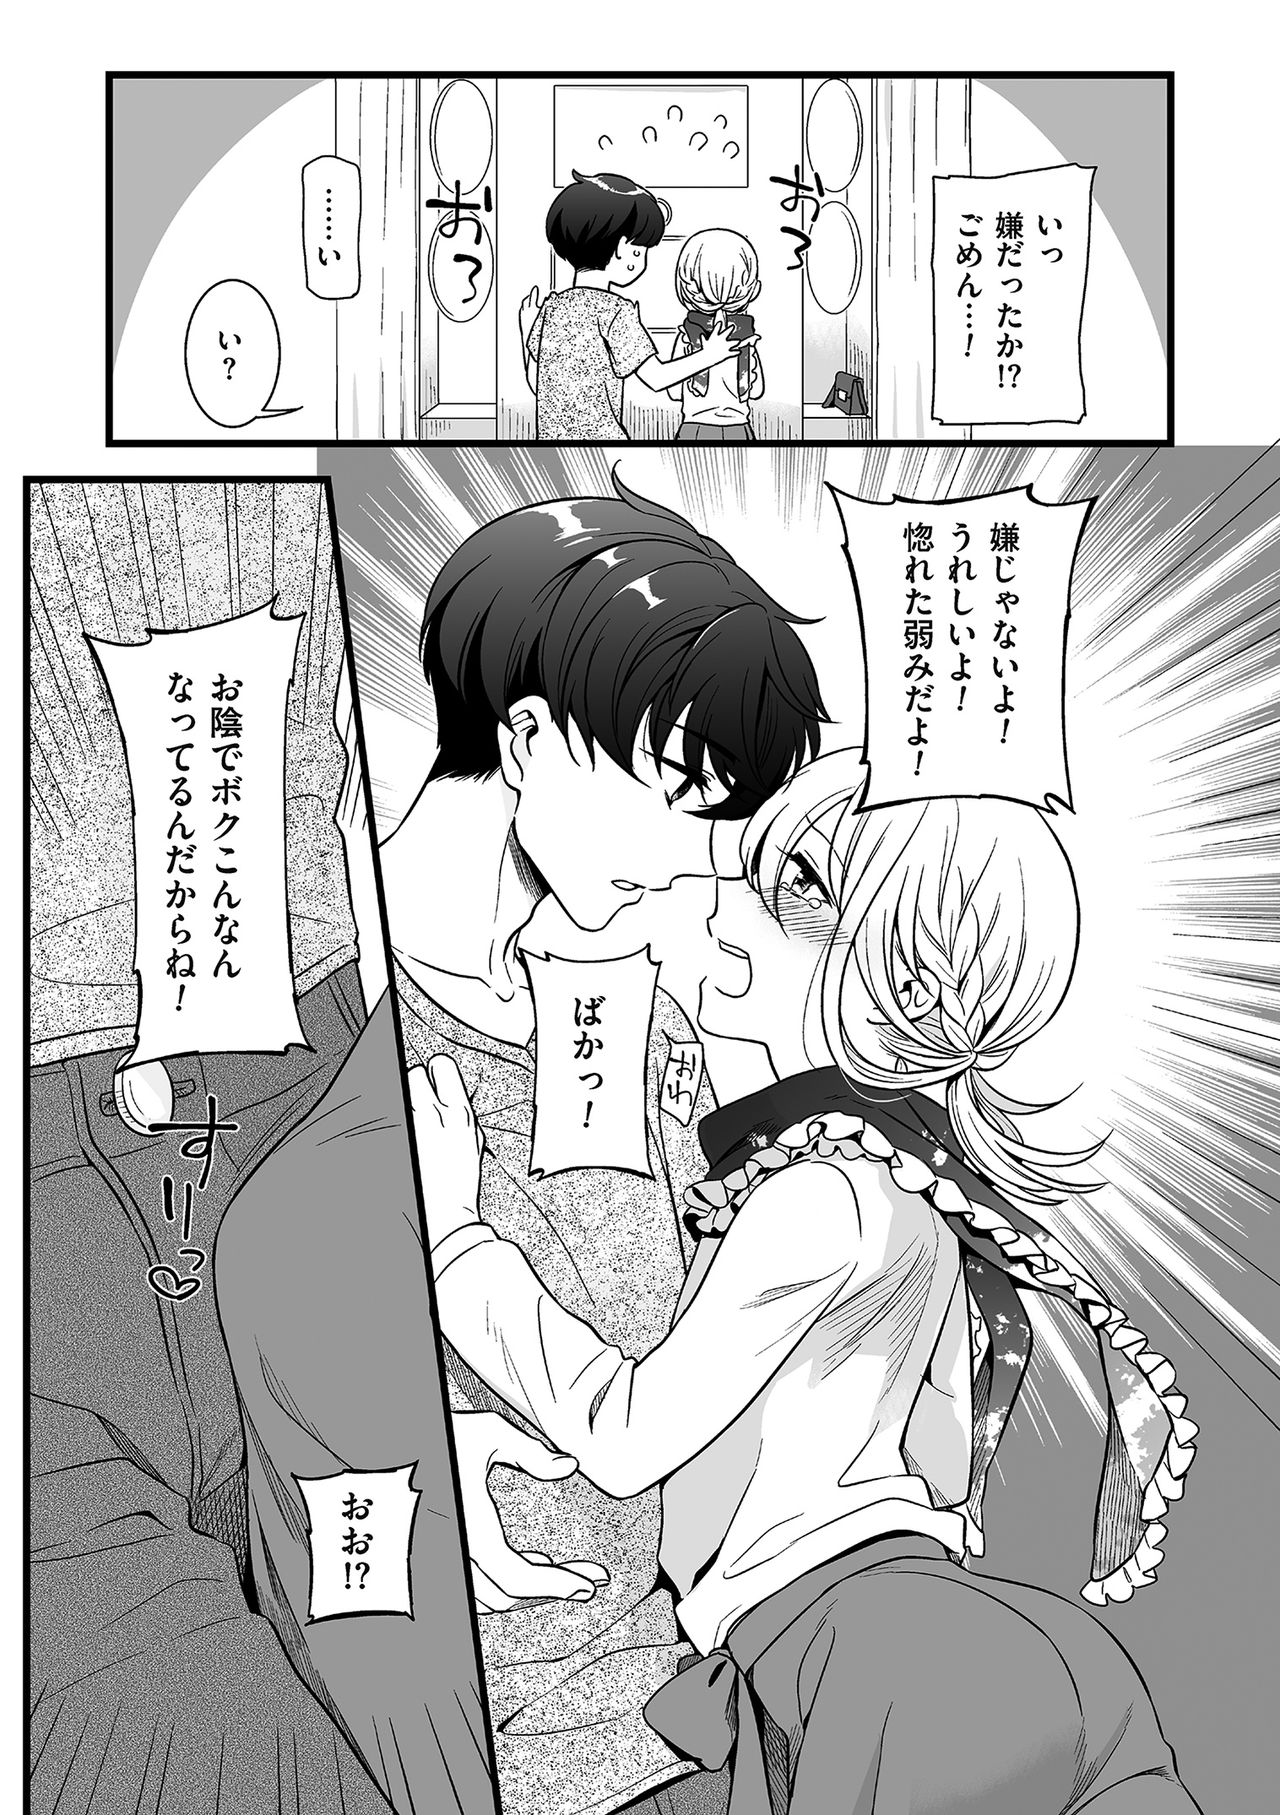 いっ
嫌だったか!?
ごめん…！
お～
お～
……い
い？
嫌じゃないよ！
うれしいよ！
惚れた弱みだよ！
ばかっ！
おわ
お陰でボクこんなん
なってるんだからね！
すりっ♡
おお!?